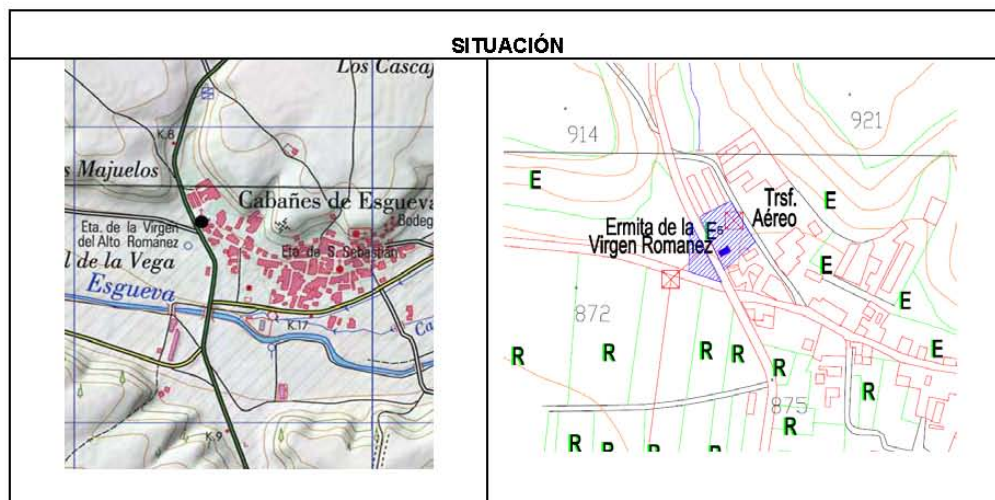 SITUACIÓN
Los Cascaj
K.8
s Majuelos
Cabañes de Esgueva
Bodeg
Eta. de la Virgen
del Alto Romanez
Eta. de S. Sebastián
l de la Vega
Esgueva
K.17
Ca
K.9
914
921
E
E
Trsf.
Aéreo
Ermita de la
Virgen Romanez
E
E
872
E
E
R
R
R
R
R
R
875
R
R
R
R
R